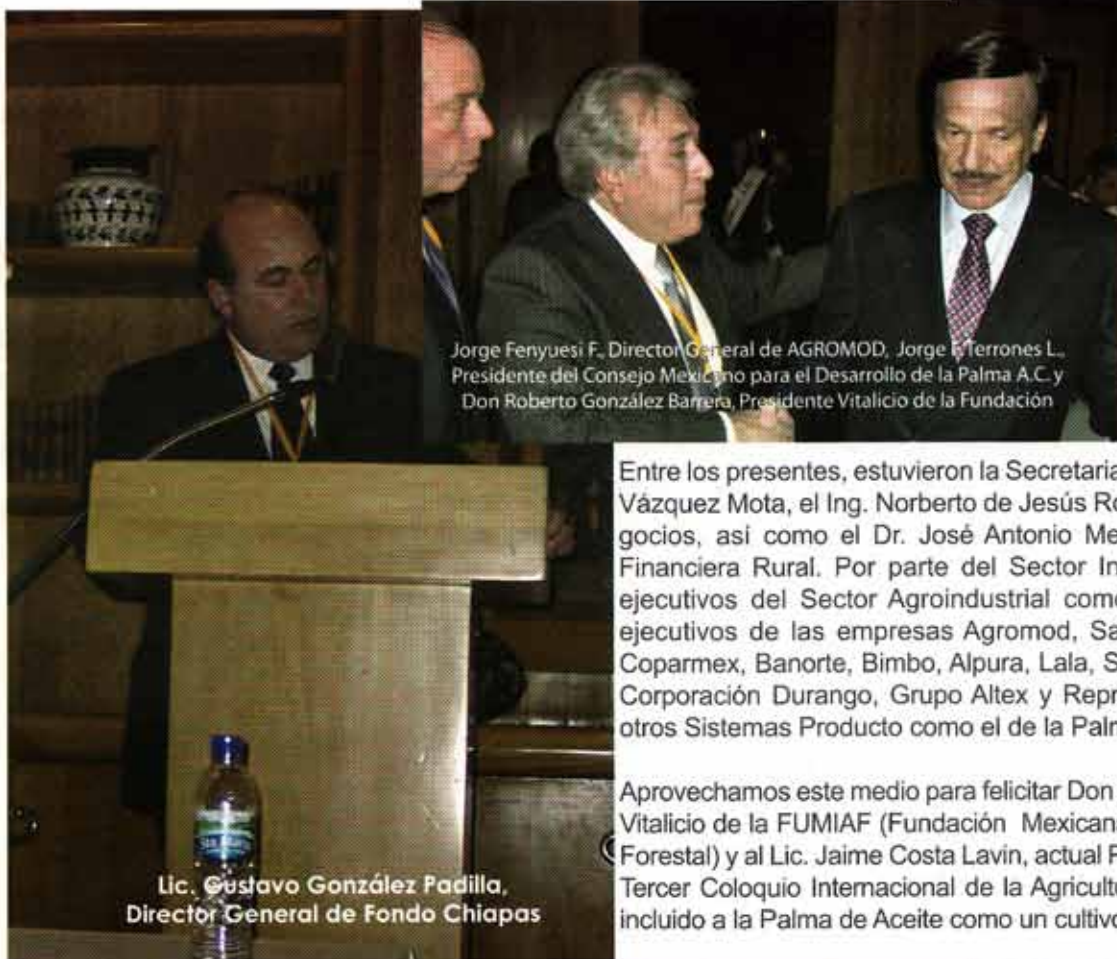 Jorge Fenyuesi F., Director General de AGROMOD, Jorge Terrones L.,
Presidente del Consejo Mexicano para el Desarrollo de la Palma A.C. y
Don Roberto González Barrera, Presidente Vitalicio de la Fundación
Entre los presentes, estuvieron la Secretaria
Vázquez Mota, el Ing. Norberto de Jesús Ro
gocios, así como el Dr. José Antonio Me
Financiera Rural. Por parte del Sector In
ejecutivos del Sector Agroindustrial como
ejecutivos de las empresas Agromod, Sa
Coparmex, Banorte, Bimbo, Alpura, Lala, S
Corporación Durango, Grupo Altex y Repr
otros Sistemas Producto como el de la Palm
Aprovechamos este medio para felicitar Don
Vitalicio de la FUMIAF (Fundación Mexican
Forestal) y al Lic. Jaime Costa Lavin, actual P
Tercer Coloquio Internacional de la Agricultu
incluido a la Palma de Aceite como un cultivo
Lic. Gustavo González Padilla,
Director General de Fondo Chiapas